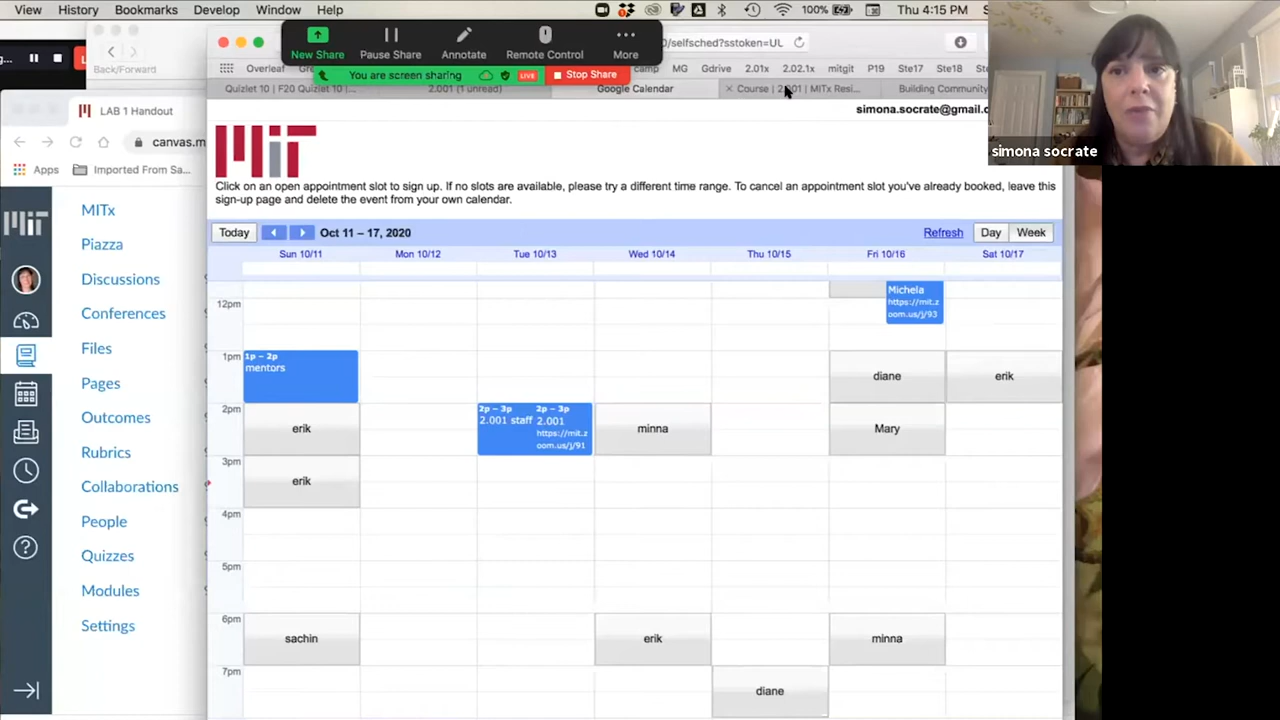 View History Bookmarks Develop Window Help 100% Thu 4:15 PM
New Share Pause Share Annotate Remote Control More
You are screen sharing LIVE Stop Share
Back/Forward
0/selfsched?sstoken=UL
Overleaf camp MG Gdrive 2.01x 2.02.1x mitgit P19 Ste17 Ste18
Quizlet 10 | F20 Quizlet 10 |... 2.001 (1 unread) Google Calendar Course | 2.001 | MITx Resi... Building Community
LAB 1 Handout
canvas.m
Apps Imported From Sa...
simona.socrate@gmail.c
simona socrate
MIT
Click on an open appointment slot to sign up. If no slots are available, please try a different time range. To cancel an appointment slot you've already booked, leave this
sign-up page and delete the event from your own calendar.
Today Oct 11 – 17, 2020 Refresh Day Week
Sun 10/11 Mon 10/12 Tue 10/13 Wed 10/14 Thu 10/15 Fri 10/16 Sat 10/17
MIT
MITx
Piazza
Discussions
Conferences
Files
Pages
Outcomes
Rubrics
Collaborations
People
Quizzes
Modules
Settings
12pm
Michela
https://mit.z
oom.us/j/93
1pm
1p – 2p
mentors
diane
erik
2pm
erik
2p – 3p
2.001 staff
2p – 3p
2.001
https://mit.z
oom.us/j/91
minna
Mary
3pm
erik
4pm
5pm
6pm
sachin
erik
minna
7pm
diane